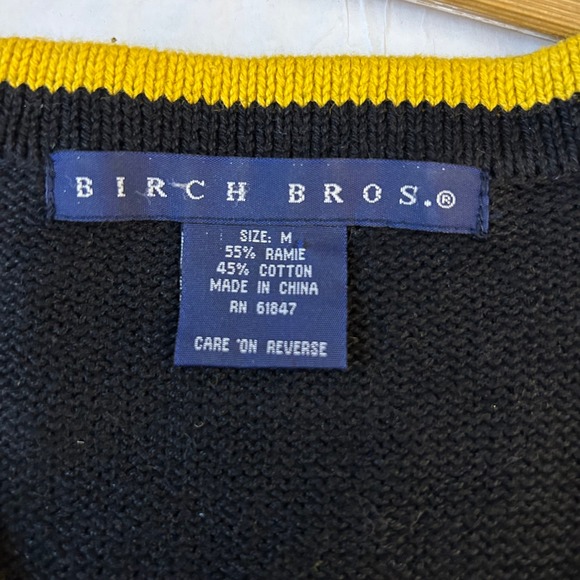 BIRCH BROS.®
SIZE: M
55% RAMIE
45% COTTON
MADE IN CHINA
RN 61847
CARE ON REVERSE